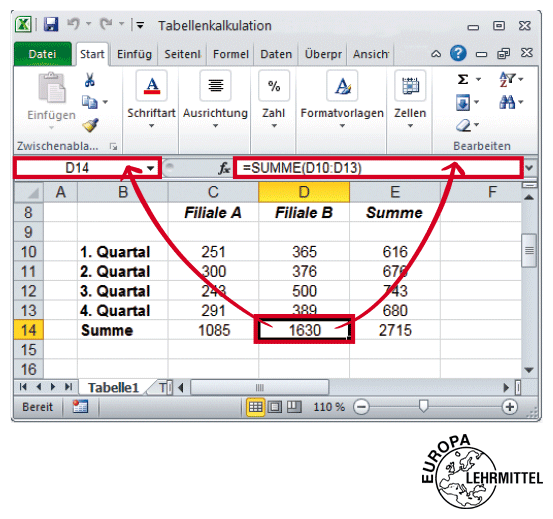 Tabellenkalkulation
Datei Start Einfüg Seitenl Formel Daten Überpr Ansich
Einfügen Schriftart Ausrichtung % Zahl Formatvorlagen Zellen Σ
Zwischenabla... Bearbeiten
D14 fx =SUMME(D10:D13)
A B C D E F
8 Filiale A Filiale B Summe
9
10 1. Quartal 251 365 616
11 2. Quartal 300 376 676
12 3. Quartal 243 500 743
13 4. Quartal 291 389 680
14 Summe 1085 1630 2715
15
16
Tabelle1
Bereit 110 %
EUROPA
LEHRMITTEL